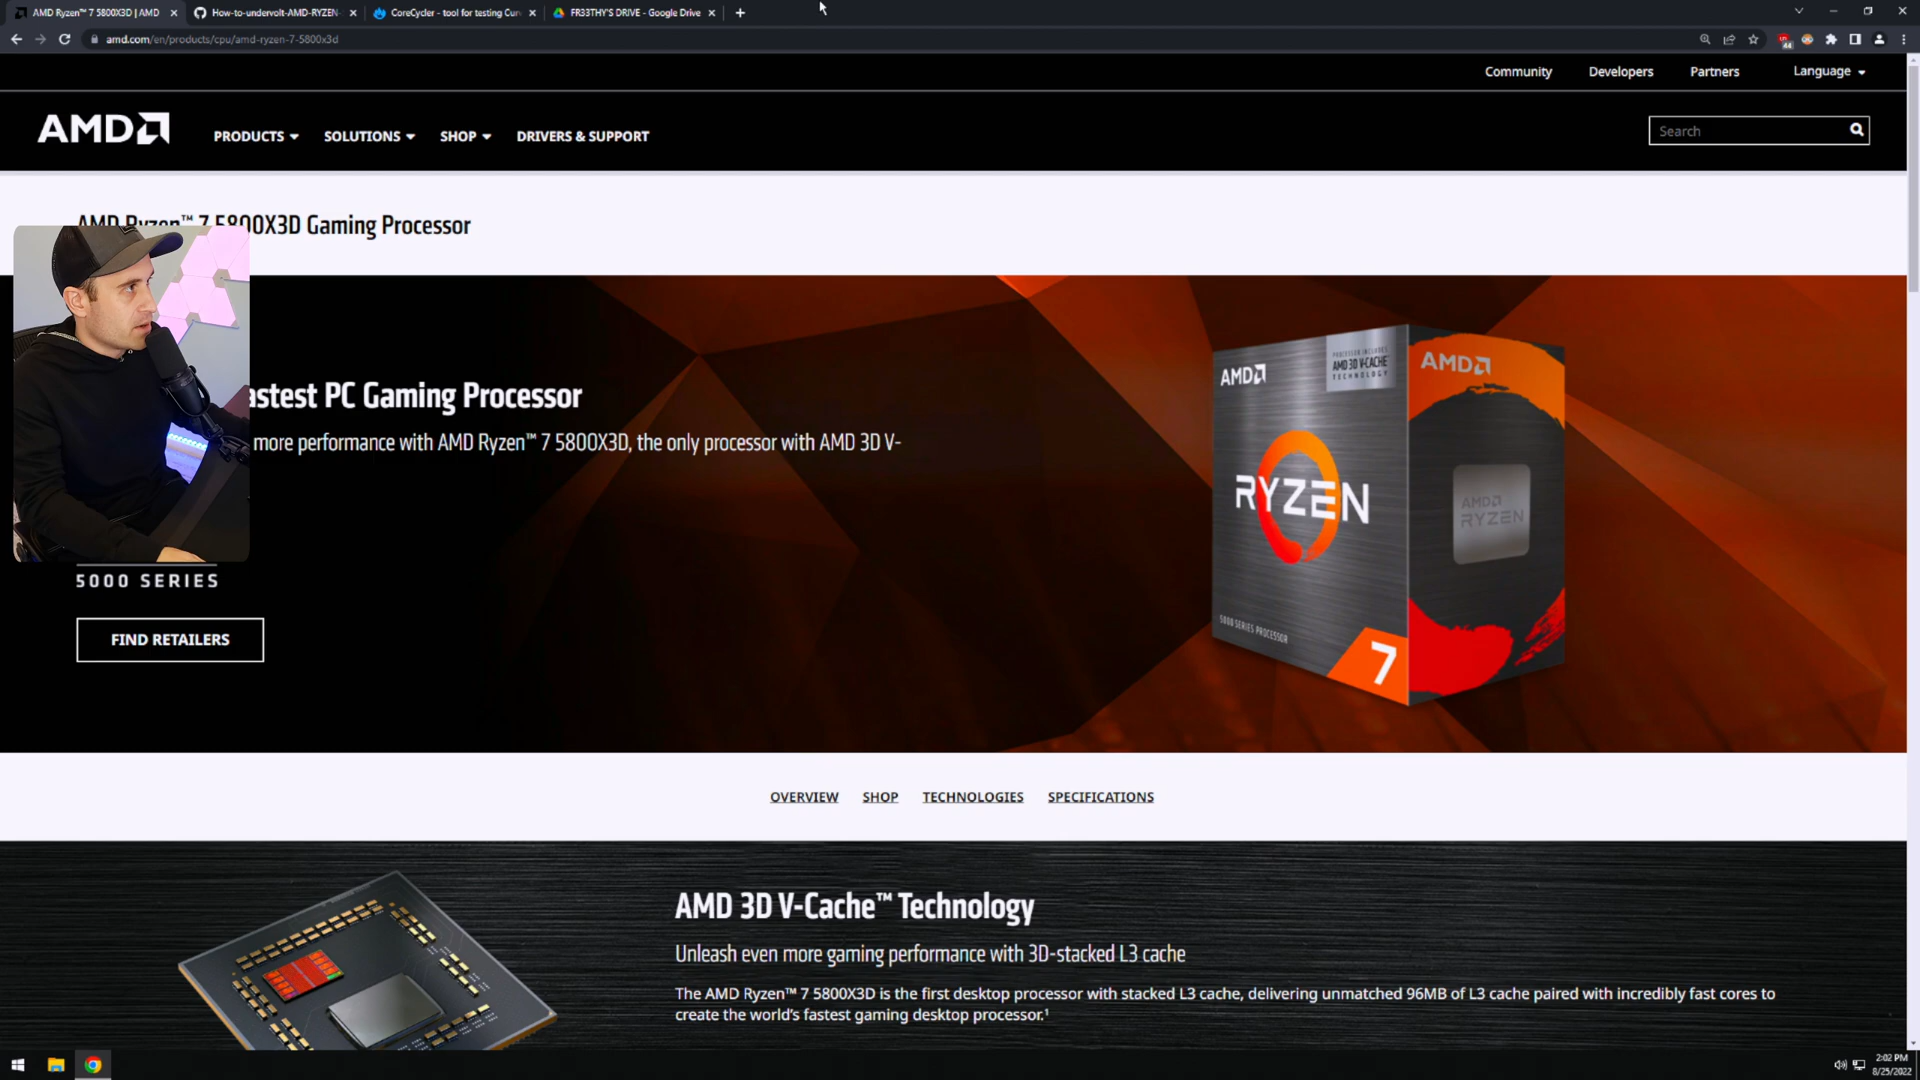 AMD Ryzen™ 7 5800X3D | AMD
How-to-undervolt-AMD-RYZEN-
CoreCycler - tool for testing Cur
FR33THY'S DRIVE - Google Drive
amd.com/en/products/cpu/amd-ryzen-7-5800x3d
44
Community
Developers
Partners
Language
AMD
PRODUCTS
SOLUTIONS
SHOP
DRIVERS & SUPPORT
Search
AMD Ryzen™ 7 5800X3D Gaming Processor
astest PC Gaming Processor
more performance with AMD Ryzen™ 7 5800X3D, the only processor with AMD 3D V-
5000 SERIES
FIND RETAILERS
AMD
PROCESSOR INCLUDES
AMD 3D V-CACHE
TECHNOLOGY
AMD
RYZEN
AMD
RYZEN
5000 SERIES PROCESSOR
7
OVERVIEW
SHOP
TECHNOLOGIES
SPECIFICATIONS
AMD 3D V-Cache™ Technology
Unleash even more gaming performance with 3D-stacked L3 cache
The AMD Ryzen™ 7 5800X3D is the first desktop processor with stacked L3 cache, delivering unmatched 96MB of L3 cache paired with incredibly fast cores to
create the world's fastest gaming desktop processor.¹
2:02 PM
8/25/2022